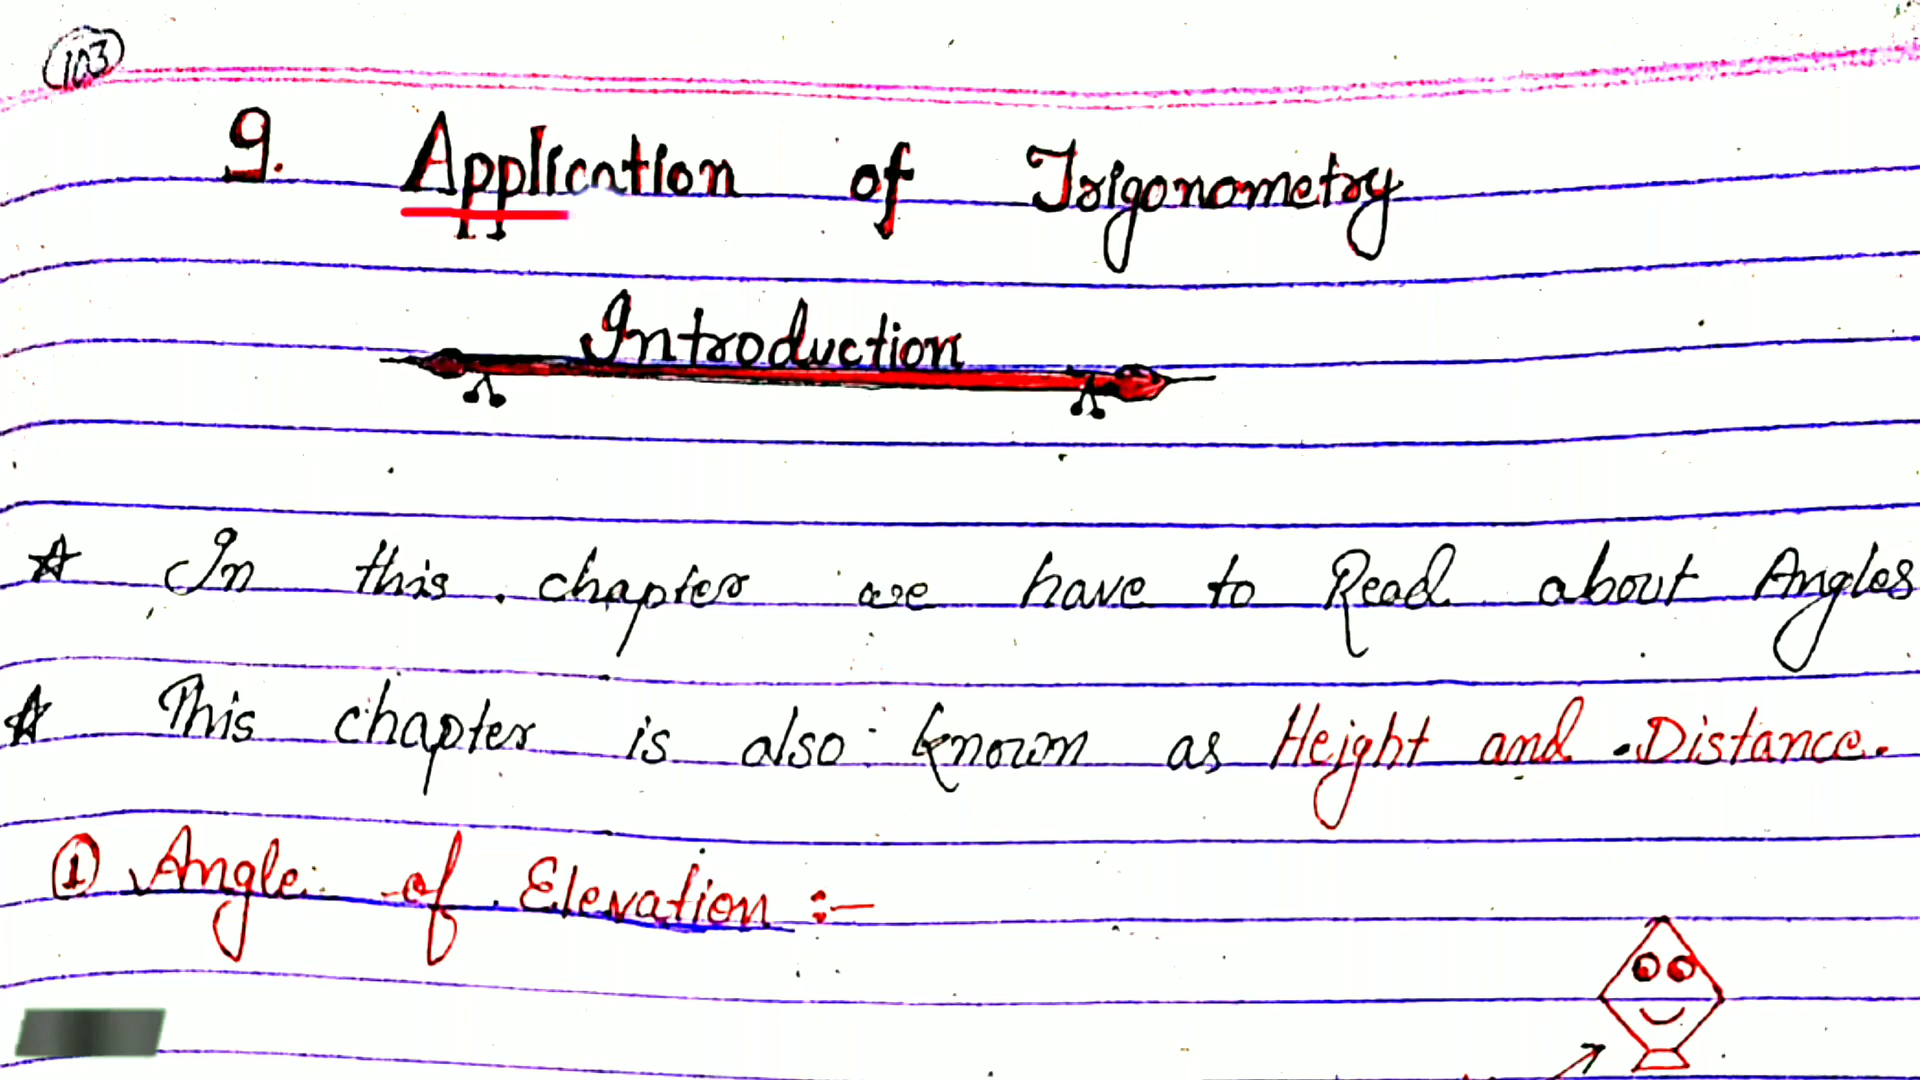 103
9. Application of Trigonometry
Introduction
☆ In this chapter we have to Read about Angles
☆ This chapter is also known as Height and Distance.
① Angle of Elevation :-